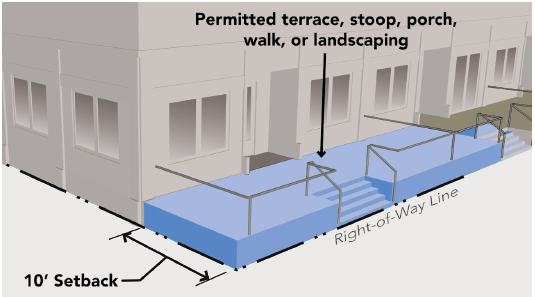 Permitted terrace, stoop, porch,
walk, or landscaping
Right-of-Way Line
10’ Setback